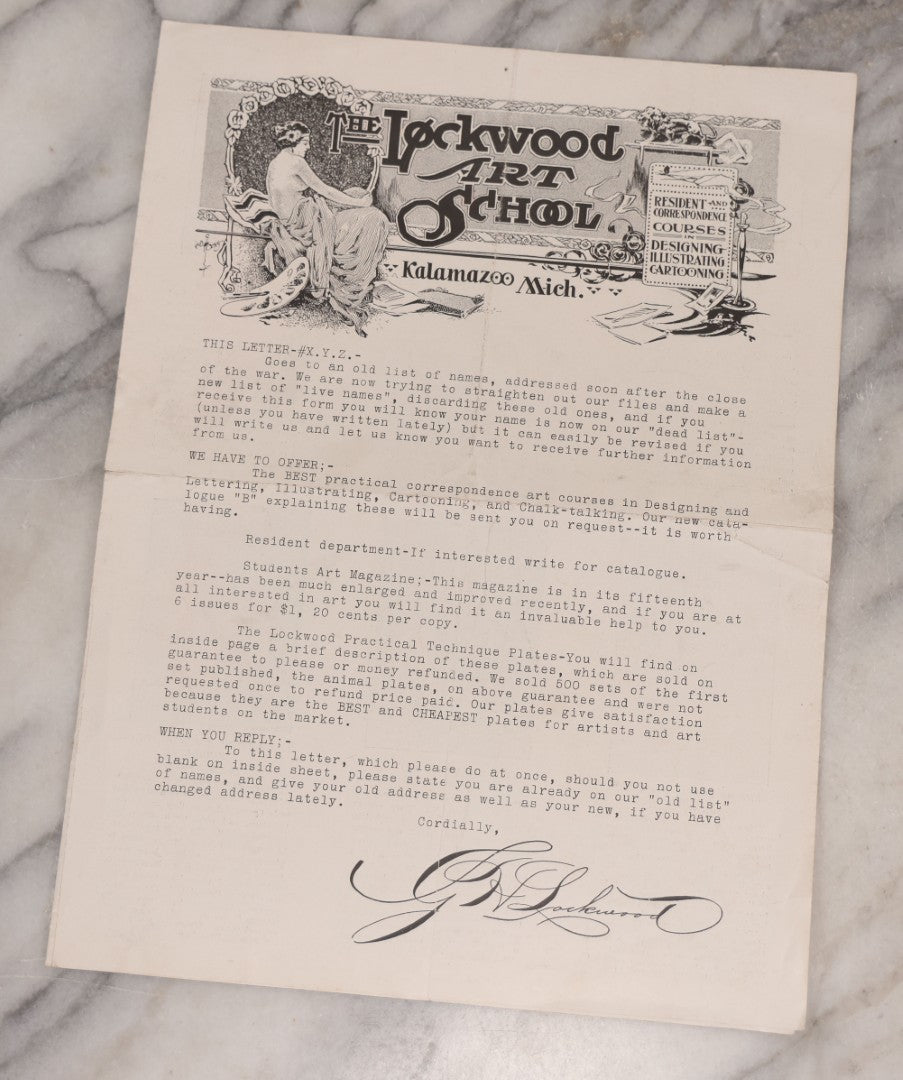 THE LOCKWOOD
ART
SCHOOL
Kalamazoo Mich.
RESIDENT AND
CORRESPONDENCE
COURSES
IN
DESIGNING
ILLUSTRATING
CARTOONING
THIS LETTER-#X.Y.Z.-
Goes to an old list of names, addressed soon after the close
of the war. We are now trying to straighten out our files and make a
new list of "live names", discarding these old ones, and if you
receive this form you will know your name is now on our "dead list"-
(unless you have written lately) but it can easily be revised if you
will write us and let us know you want to receive further information
from us.
WE HAVE TO OFFER;-
The BEST practical correspondence art courses in Designing and
Lettering, Illustrating, Cartooning, and Chalk-talking. Our new cata-
logue "B" explaining these will be sent you on request--it is worth
having.
Resident department-If interested write for catalogue.
Students Art Magazine;-This magazine is in its fifteenth
year--has been much enlarged and improved recently, and if you are at
all interested in art you will find it an invaluable help to you.
6 issues for $1, 20 cents per copy.
The Lockwood Practical Technique Plates-You will find on
inside page a brief description of these plates, which are sold on
guarantee to please or money refunded. We sold 500 sets of the first
set published, the animal plates, on above guarantee and were not
requested once to refund price paid. Our plates give satisfaction
because they are the BEST and CHEAPEST plates for artists and art
students on the market.
WHEN YOU REPLY;-
To this letter, which please do at once, should you not use
blank on inside sheet, please state you are already on our "old list"
of names, and give your old address as well as your new, if you have
changed address lately.
Cordially,
G H Lockwood